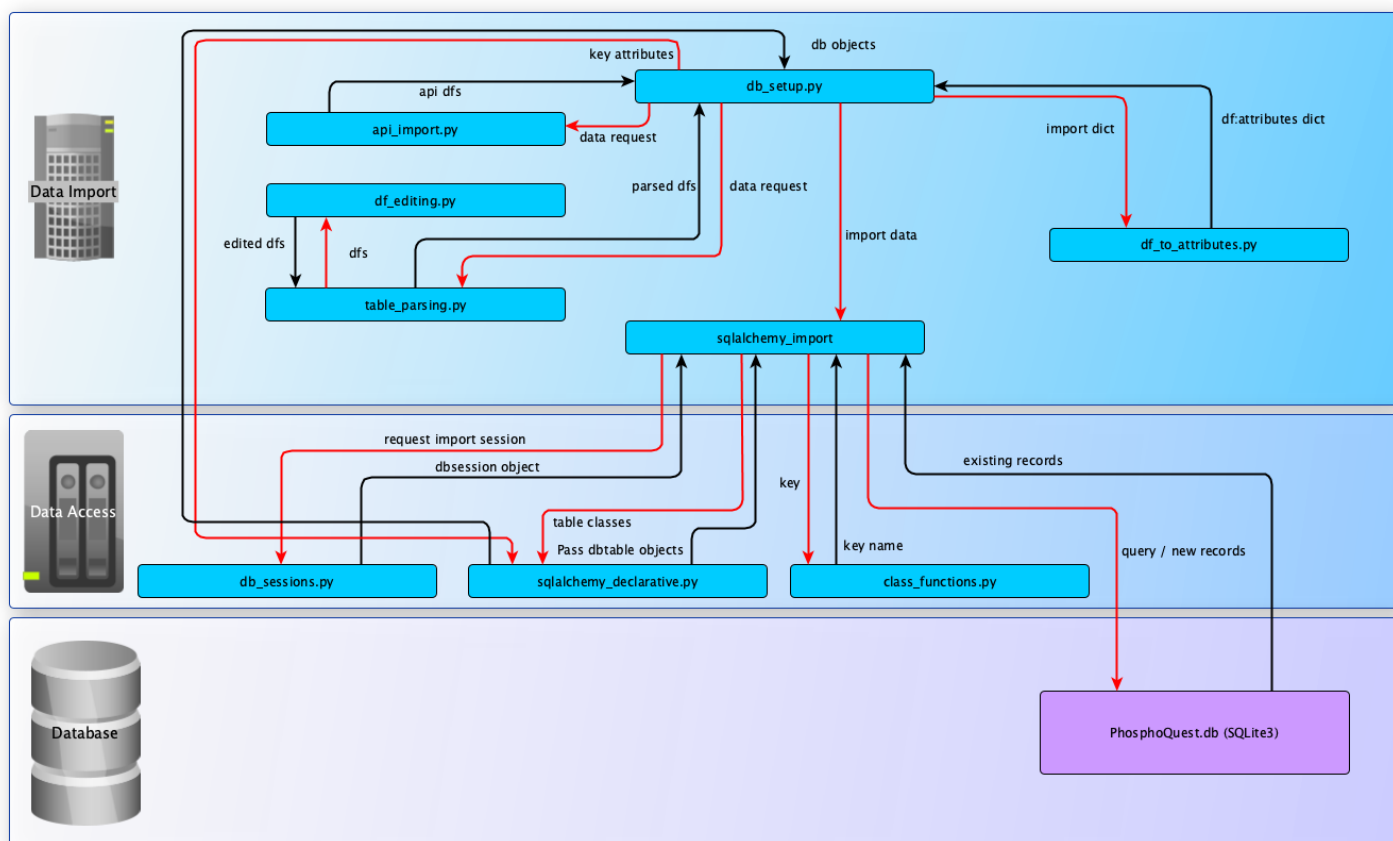 db objects
key attributes
db_setup.py
api dfs
api_import.py
data request
import dict
df:attributes dict
Data Import
df_editing.py
parsed dfs
data request
edited dfs
dfs
import data
df_to_attributes.py
table_parsing.py
sqlalchemy_import
request import session
dbsession object
existing records
key
Data Access
table classes
Pass dbtable objects
key name
query / new records
db_sessions.py
sqlalchemy_declarative.py
class_functions.py
Database
PhosphoQuest.db (SQLite3)